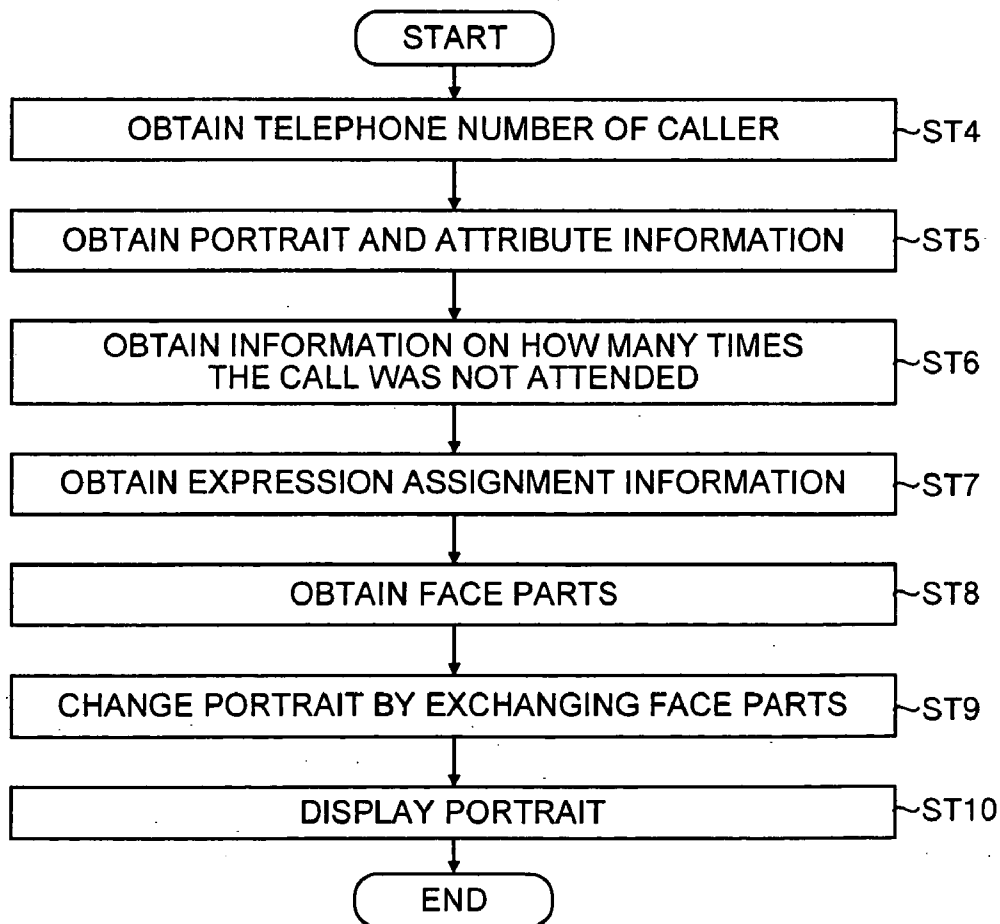 START
OBTAIN TELEPHONE NUMBER OF CALLER ~ST4
OBTAIN PORTRAIT AND ATTRIBUTE INFORMATION ~ST5
OBTAIN INFORMATION ON HOW MANY TIMES
THE CALL WAS NOT ATTENDED ~ST6
OBTAIN EXPRESSION ASSIGNMENT INFORMATION ~ST7
OBTAIN FACE PARTS ~ST8
CHANGE PORTRAIT BY EXCHANGING FACE PARTS ~ST9
DISPLAY PORTRAIT ~ST10
END